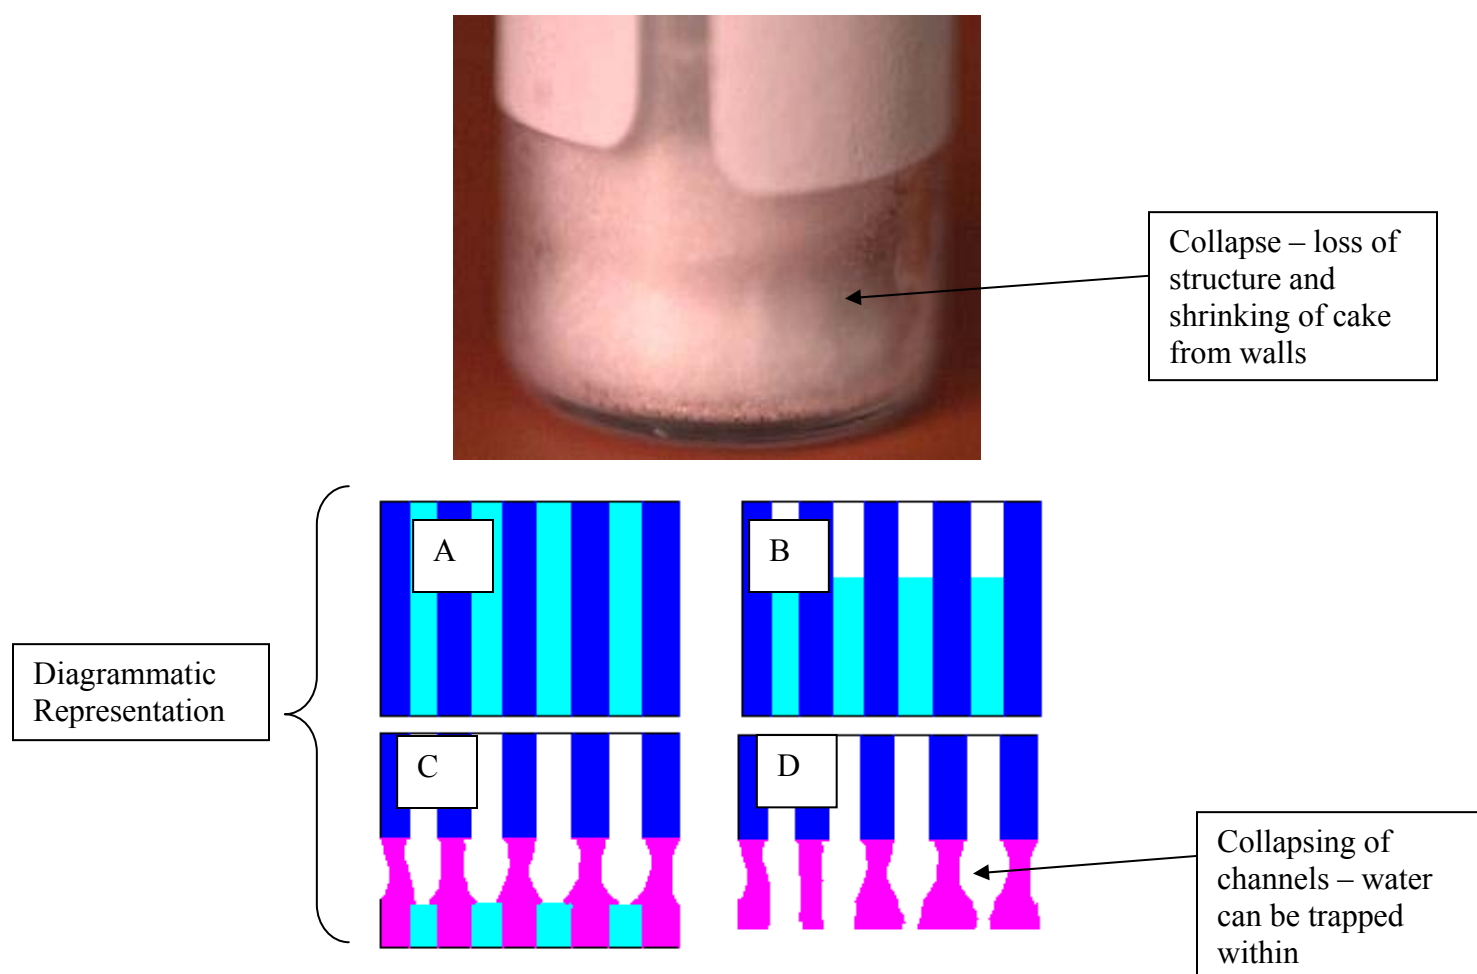 Collapse – loss of
structure and
shrinking of cake
from walls
A
B
Diagrammatic
Representation
C
D
Collapsing of
channels – water
can be trapped
within